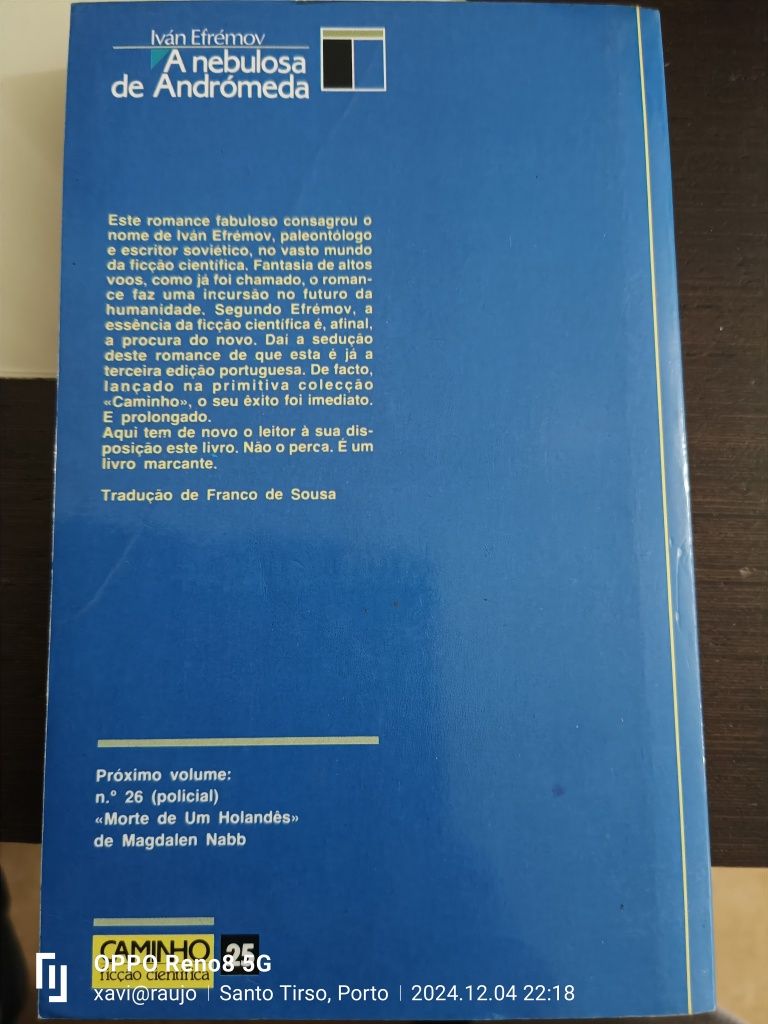 Iván Efrémov
A nebulosa
de Andrómeda
Este romance fabuloso consagrou o
nome de Iván Efrémov, paleontólogo
e escritor soviético, no vasto mundo
da ficção científica. Fantasia de altos
voos, como já foi chamado, o roman-
ce faz uma incursão no futuro da
humanidade. Segundo Efrémov, a
essência da ficção científica é, afinal,
a procura do novo. Daí a sedução
deste romance de que esta é já a
terceira edição portuguesa. De facto,
lançado na primitiva colecção
«Caminho», o seu êxito foi imediato.
E prolongado.
Aqui tem de novo o leitor à sua dis-
posição este livro. Não o perca. É um
livro marcante.
Tradução de Franco de Sousa
Próximo volume:
n.º 26 (policial)
«Morte de Um Holandês»
de Magdalen Nabb
CAMINHO 25
ficção científica
OPPO Reno8 5G
xavi@raujo | Santo Tirso, Porto | 2024.12.04 22:18